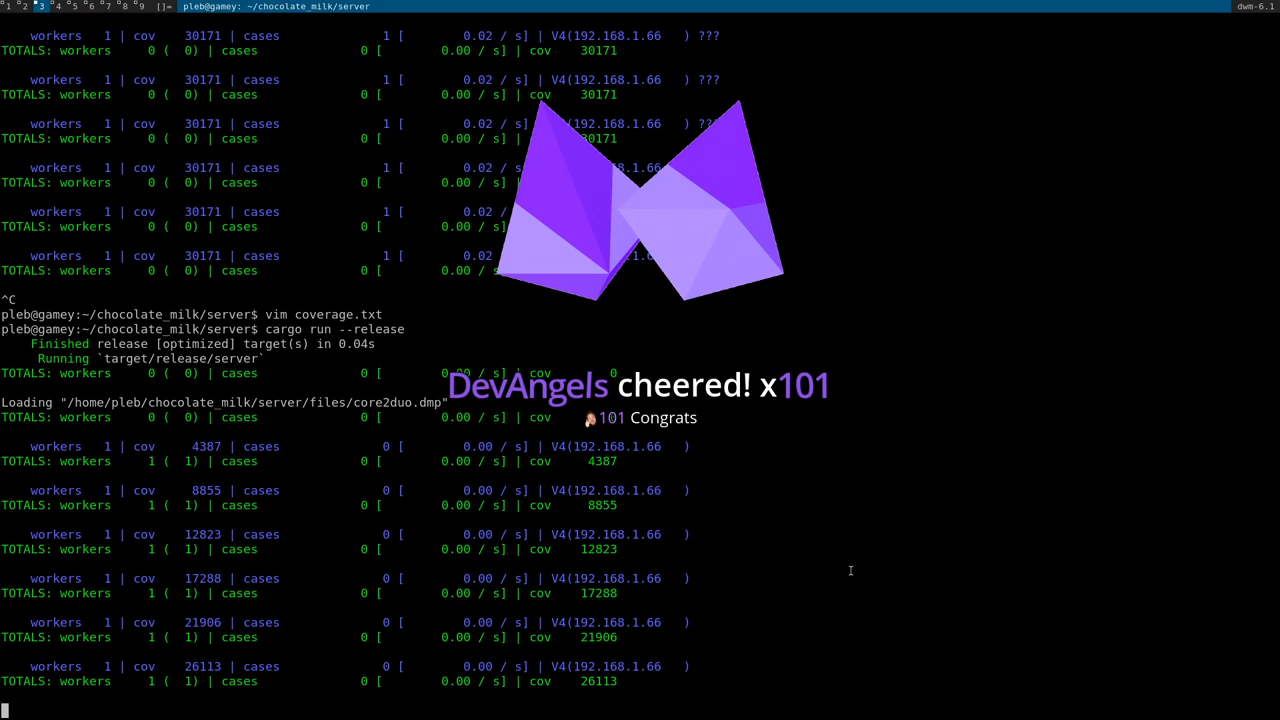 1 2 3 4 5 6 7 8 9 []= pleb@gamey: ~/chocolate_milk/server dwm-6.1
workers 1 | cov 30171 | cases 1 [ 0.02 / s] | V4(192.168.1.66 ) ???
TOTALS: workers 0 ( 0) | cases 0 [ 0.00 / s] | cov 30171
workers 1 | cov 30171 | cases 1 [ 0.02 / s] | V4(192.168.1.66 ) ???
TOTALS: workers 0 ( 0) | cases 0 [ 0.00 / s] | cov 30171
workers 1 | cov 30171 | cases 1 [ 0.02 / s] V4(192.168.1.66 ) ??
TOTALS: workers 0 ( 0) | cases 0 [ 0.00 / s] 30171
workers 1 | cov 30171 | cases 1 [ 0.02 / s 8.1.66
TOTALS: workers 0 ( 0) | cases 0 [ 0.00 / s]
workers 1 | cov 30171 | cases 1 [ 0.02 /
TOTALS: workers 0 ( 0) | cases 0 [ 0.00 / s]
workers 1 | cov 30171 | cases 1 [ 0.02
TOTALS: workers 0 ( 0) | cases 0 [ 0.00 / s
^C
pleb@gamey:~/chocolate_milk/server$ vim coverage.txt
pleb@gamey:~/chocolate_milk/server$ cargo run --release
Finished release [optimized] target(s) in 0.04s
Running `target/release/server`
TOTALS: workers 0 ( 0) | cases 0 [ 0.00 / s] | cov 0
DevAngels cheered! x101
Loading "/home/pleb/chocolate_milk/server/files/core2duo.dmp"
TOTALS: workers 0 ( 0) | cases 0 [ 0.00 / s] | cov
101 Congrats
workers 1 | cov 4387 | cases 0 [ 0.00 / s] | V4(192.168.1.66 )
TOTALS: workers 1 ( 1) | cases 0 [ 0.00 / s] | cov 4387
workers 1 | cov 8855 | cases 0 [ 0.00 / s] | V4(192.168.1.66 )
TOTALS: workers 1 ( 1) | cases 0 [ 0.00 / s] | cov 8855
workers 1 | cov 12823 | cases 0 [ 0.00 / s] | V4(192.168.1.66 )
TOTALS: workers 1 ( 1) | cases 0 [ 0.00 / s] | cov 12823
workers 1 | cov 17288 | cases 0 [ 0.00 / s] | V4(192.168.1.66 )
TOTALS: workers 1 ( 1) | cases 0 [ 0.00 / s] | cov 17288
workers 1 | cov 21906 | cases 0 [ 0.00 / s] | V4(192.168.1.66 )
TOTALS: workers 1 ( 1) | cases 0 [ 0.00 / s] | cov 21906
workers 1 | cov 26113 | cases 0 [ 0.00 / s] | V4(192.168.1.66 )
TOTALS: workers 1 ( 1) | cases 0 [ 0.00 / s] | cov 26113